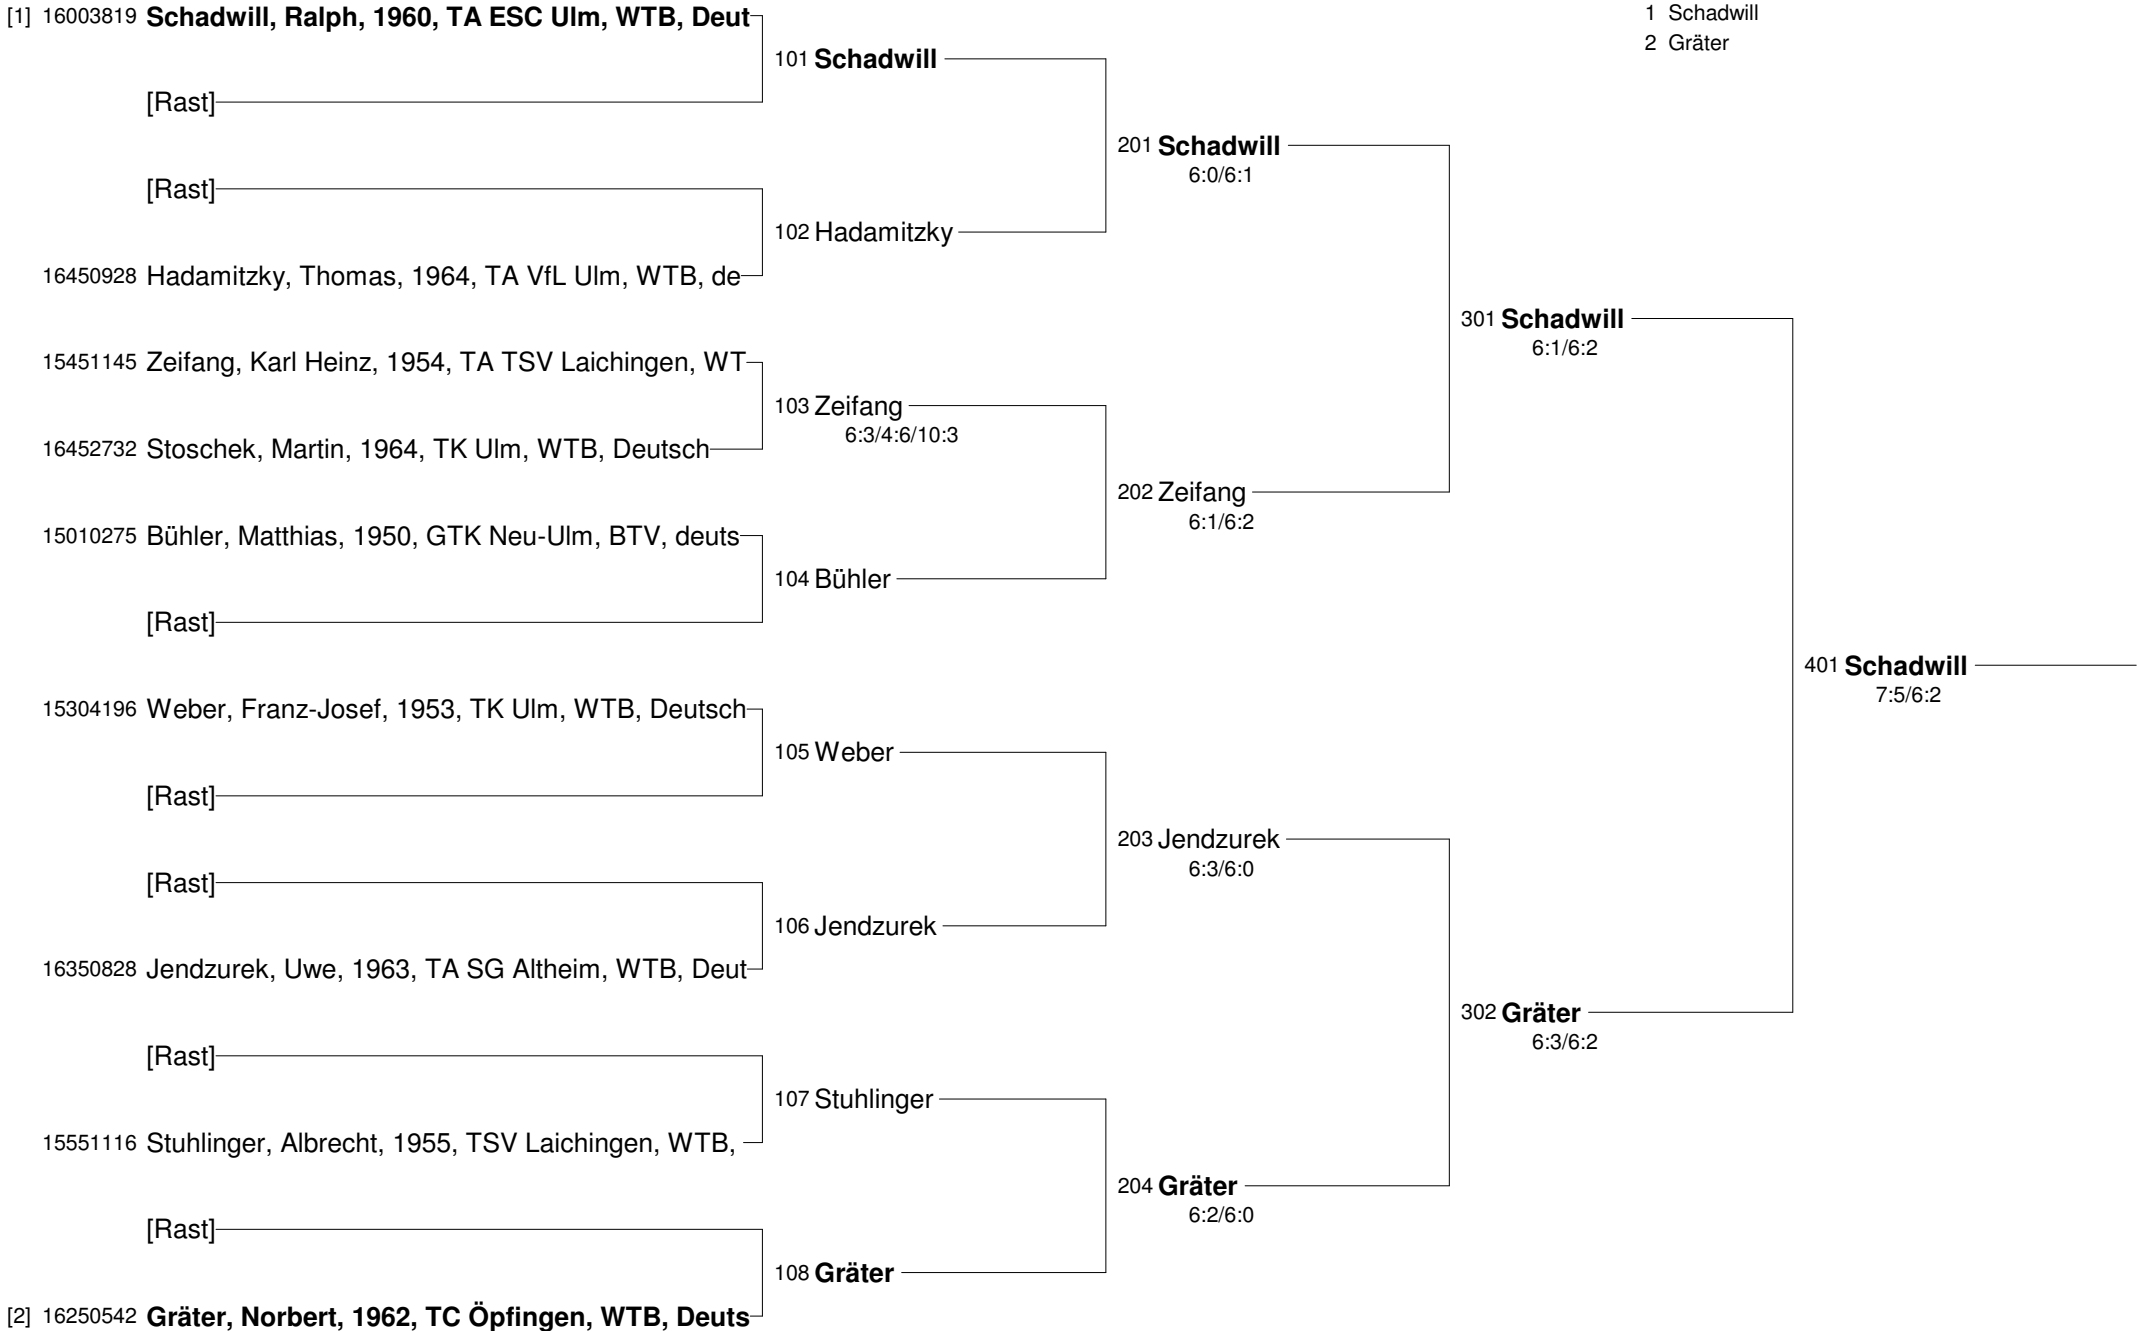 [1] 16003819 Schadwill, Ralph, 1960, TA ESC Ulm, WTB, Deut
[Rast]
[Rast]
16450928 Hadamitzky, Thomas, 1964, TA VfL Ulm, WTB, de
15451145 Zeifang, Karl Heinz, 1954, TA TSV Laichingen, WT
16452732 Stoschek, Martin, 1964, TK Ulm, WTB, Deutsch
15010275 Bühler, Matthias, 1950, GTK Neu-Ulm, BTV, deuts
[Rast]
15304196 Weber, Franz-Josef, 1953, TK Ulm, WTB, Deutsch
[Rast]
[Rast]
16350828 Jendzurek, Uwe, 1963, TA SG Altheim, WTB, Deut
[Rast]
15551116 Stuhlinger, Albrecht, 1955, TSV Laichingen, WTB,
[Rast]
[2] 16250542 Gräter, Norbert, 1962, TC Öpfingen, WTB, Deuts
101 Schadwill
102 Hadamitzky
103 Zeifang
6:3/4:6/10:3
104 Bühler
105 Weber
106 Jendzurek
107 Stuhlinger
108 Gräter
201 Schadwill
6:0/6:1
202 Zeifang
6:1/6:2
203 Jendzurek
6:3/6:0
204 Gräter
6:2/6:0
301 Schadwill
6:1/6:2
302 Gräter
6:3/6:2
401 Schadwill
7:5/6:2
1 Schadwill
2 Gräter